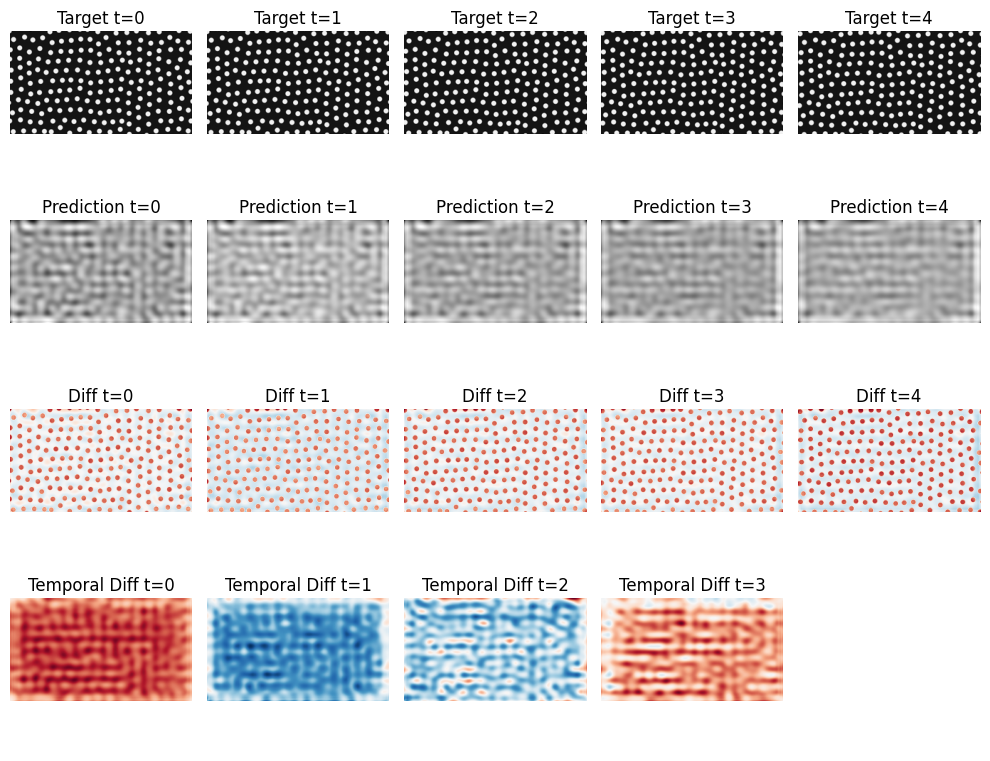 Target t=0 Target t=1 Target t=2 Target t=3 Target t=4
Prediction t=0 Prediction t=1 Prediction t=2 Prediction t=3 Prediction t=4
Diff t=0 Diff t=1 Diff t=2 Diff t=3 Diff t=4
Temporal Diff t=0 Temporal Diff t=1 Temporal Diff t=2 Temporal Diff t=3